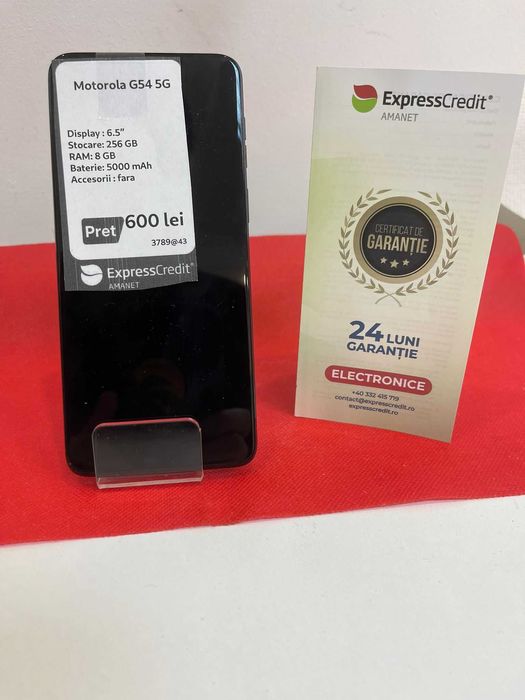 Motorola G54 5G
Display : 6.5"
Stocare: 256 GB
RAM: 8 GB
Baterie: 5000 mAh
Accesorii : fara
Pret 600 lei
3789@43
ExpressCredit®
AMANET
ExpressCredit®
AMANET
CERTIFICAT DE
GARANȚIE
24 LUNI
GARANȚIE
ELECTRONICE
+40 332 415 719
contact@expresscredit.ro
expresscredit.ro